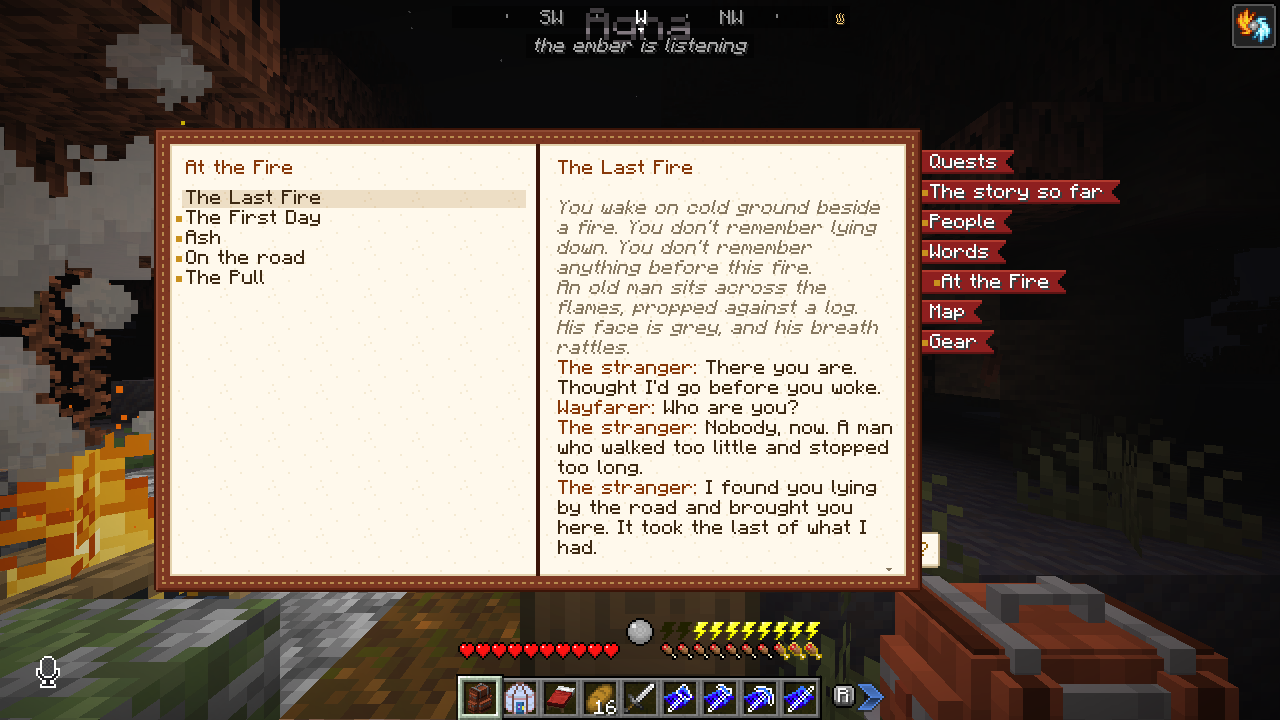 SW W NW
Agna
the ember is listening
At the Fire
The Last Fire
The First Day
Ash
On the road
The Pull
The Last Fire
You wake on cold ground beside
a fire. You don't remember lying
down. You don't remember
anything before this fire.
An old man sits across the
flames, propped against a log.
His face is grey, and his breath
rattles.
The stranger: There you are.
Thought I'd go before you woke.
Wayfarer: Who are you?
The stranger: Nobody, now. A man
who walked too little and stopped
too long.
The stranger: I found you lying
by the road and brought you
here. It took the last of what I
had.
Quests
The story so far
People
Words
At the Fire
Map
Gear
?
16
R